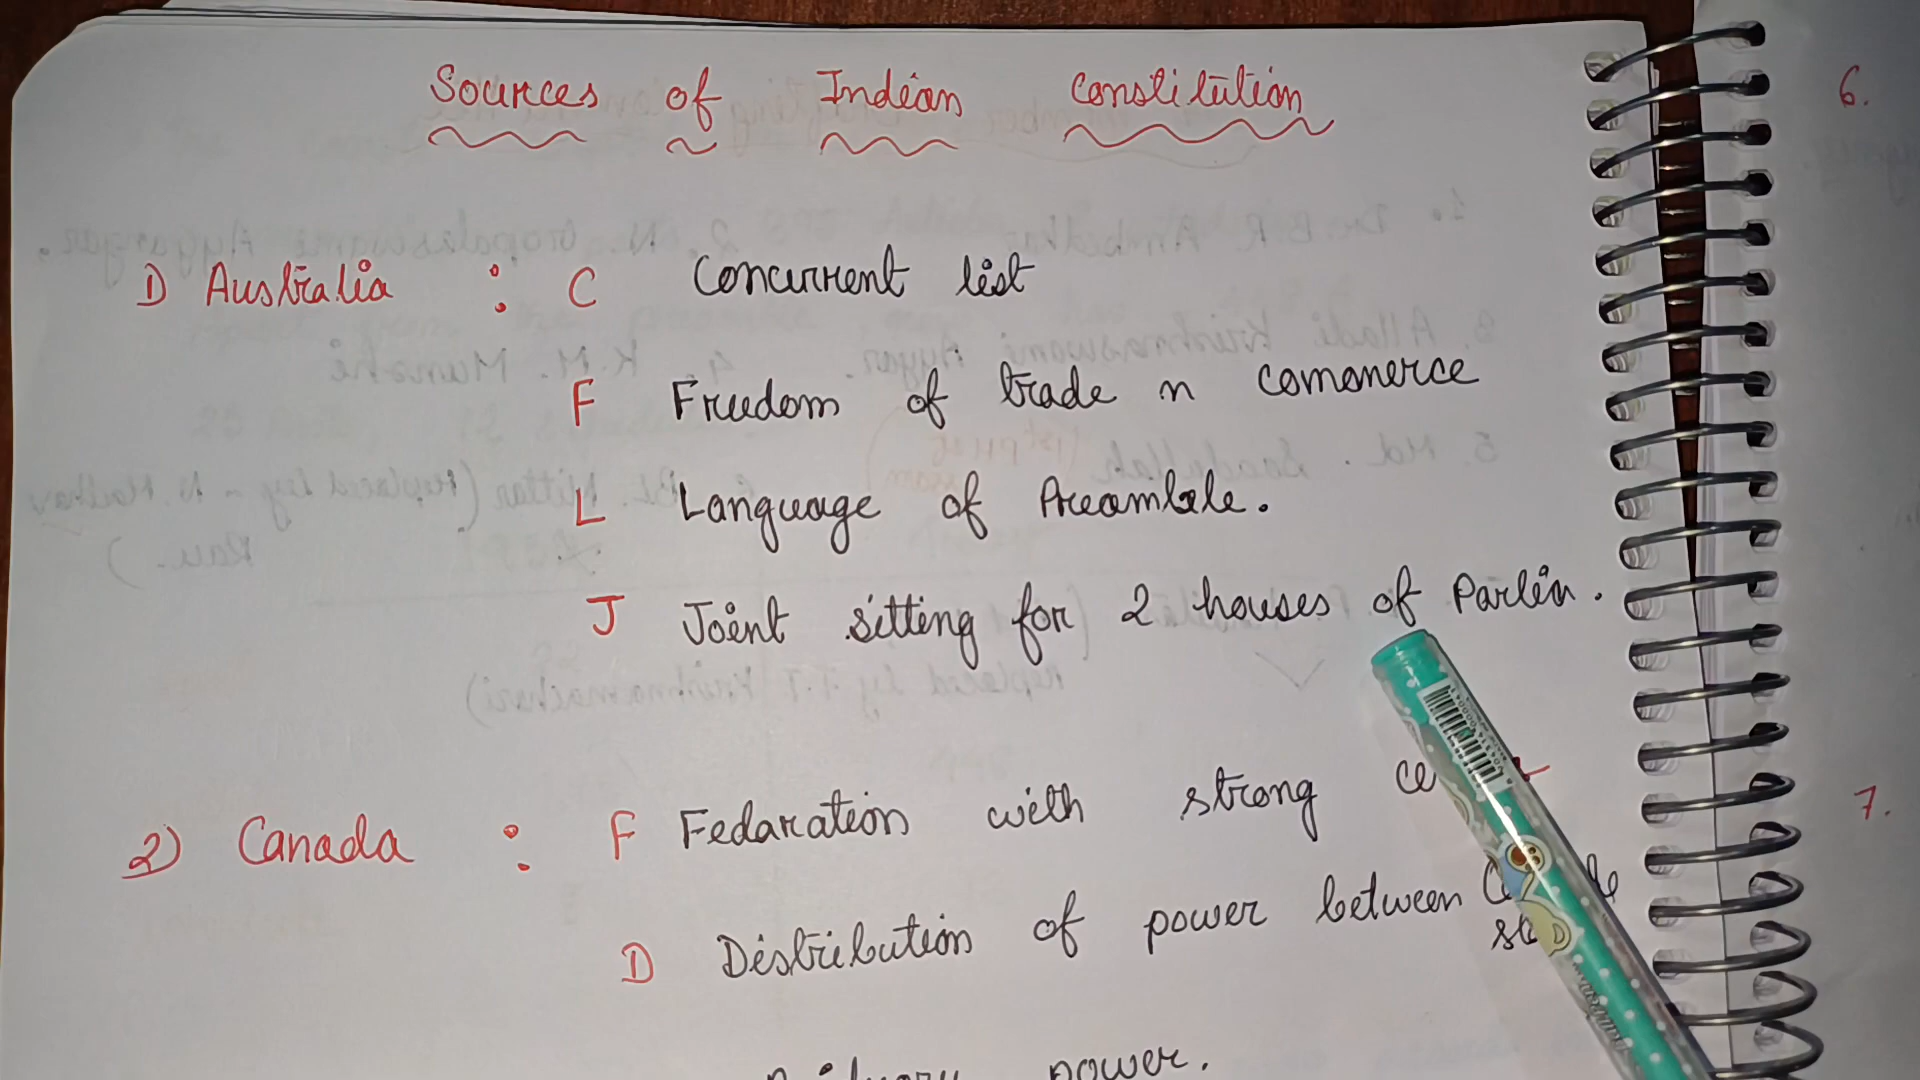 Sources of Indian Constitution
1) Australia : C Concurrent list
F Freedom of trade n commerce
L Language of Preamble.
J Joint sitting for 2 houses of Parlia.
2) Canada : F Fedaration with strong
D Distribution of power between
power.
6.
7.